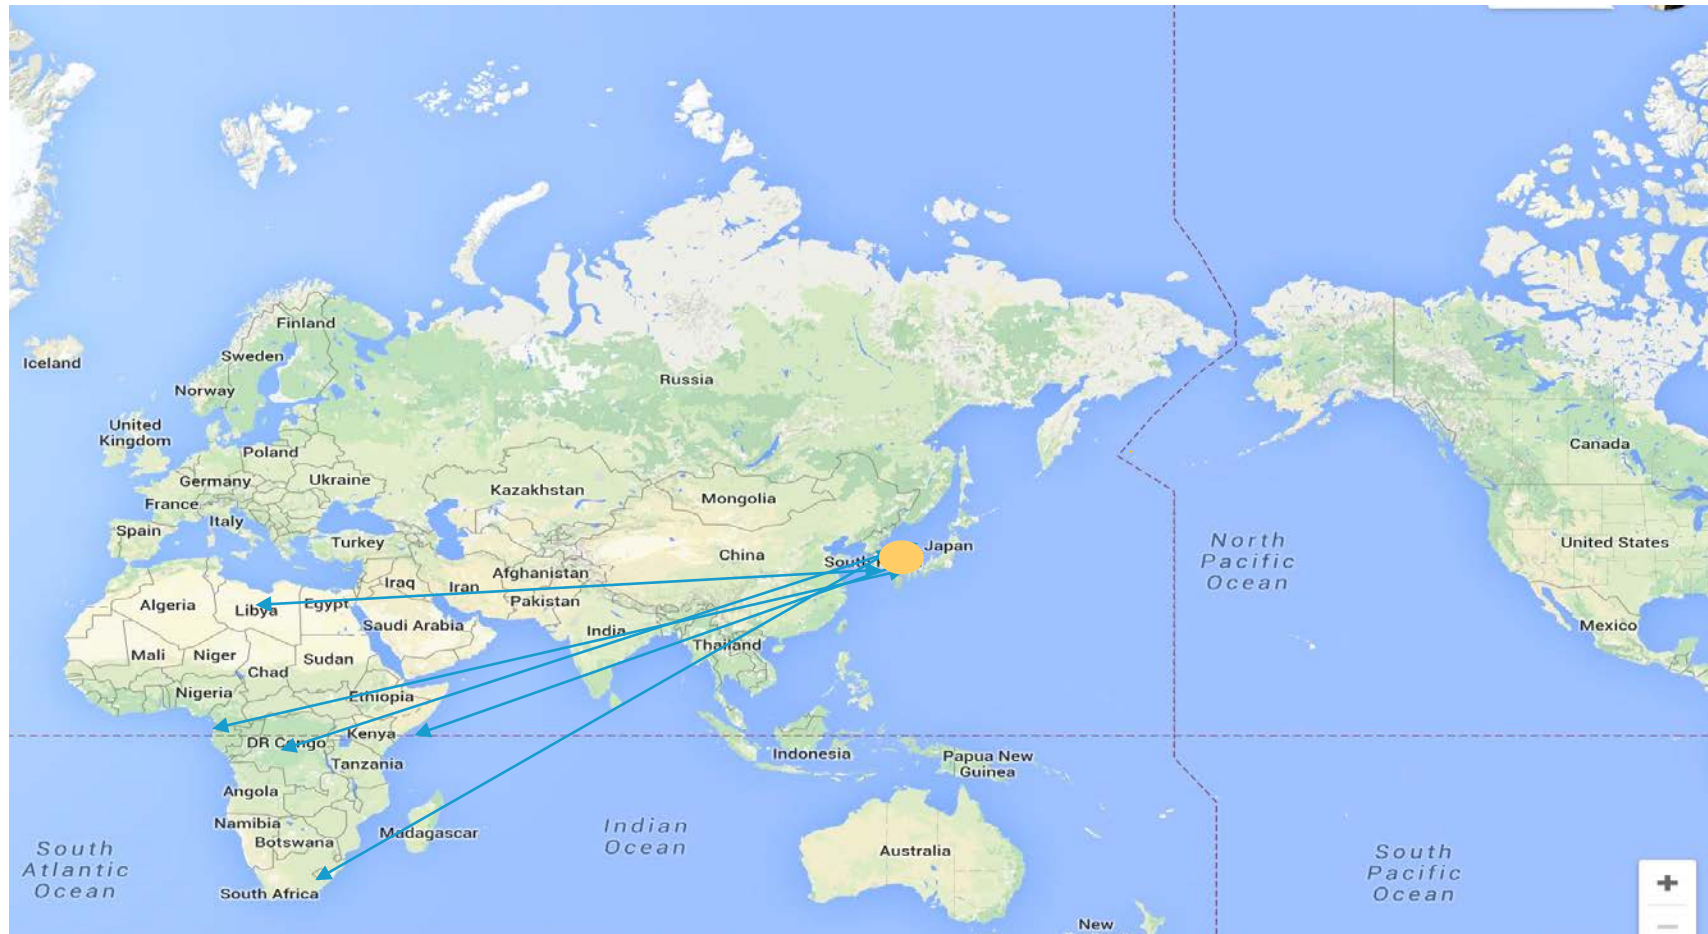 Finland
Sweden
Iceland
Russia
Norway
United
Kingdom
Canada
Poland
Germany
Ukraine
Kazakhstan
Mongolia
France
Italy
Spain
Turkey
China
Japan
South
North
Pacific
Ocean
United States
Iraq
Iran
Afghanistan
Pakistan
Algeria
Libya
Egypt
Saudi Arabia
India
Thailand
Mexico
Mali
Niger
Chad
Sudan
Nigeria
Ethiopia
DR Congo
Kenya
Tanzania
Indonesia
Papua New
Guinea
Angola
Namibia
Botswana
Madagascar
Indian
Ocean
Australia
South
Atlantic
Ocean
South
Pacific
Ocean
South Africa
New